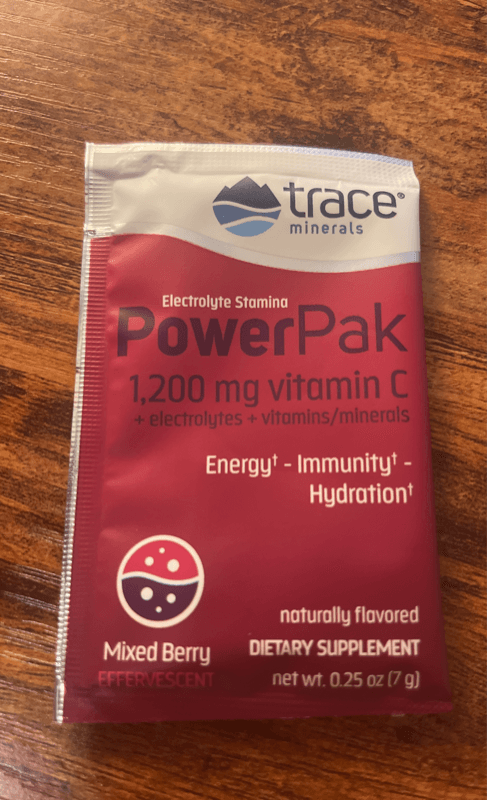 trace®
minerals
Electrolyte Stamina
PowerPak
1,200 mg vitamin C
+ electrolytes + vitamins/minerals
Energy† - Immunity† -
Hydration†
naturally flavored
Mixed Berry
DIETARY SUPPLEMENT
EFFERVESCENT
net wt. 0.25 oz (7 g)